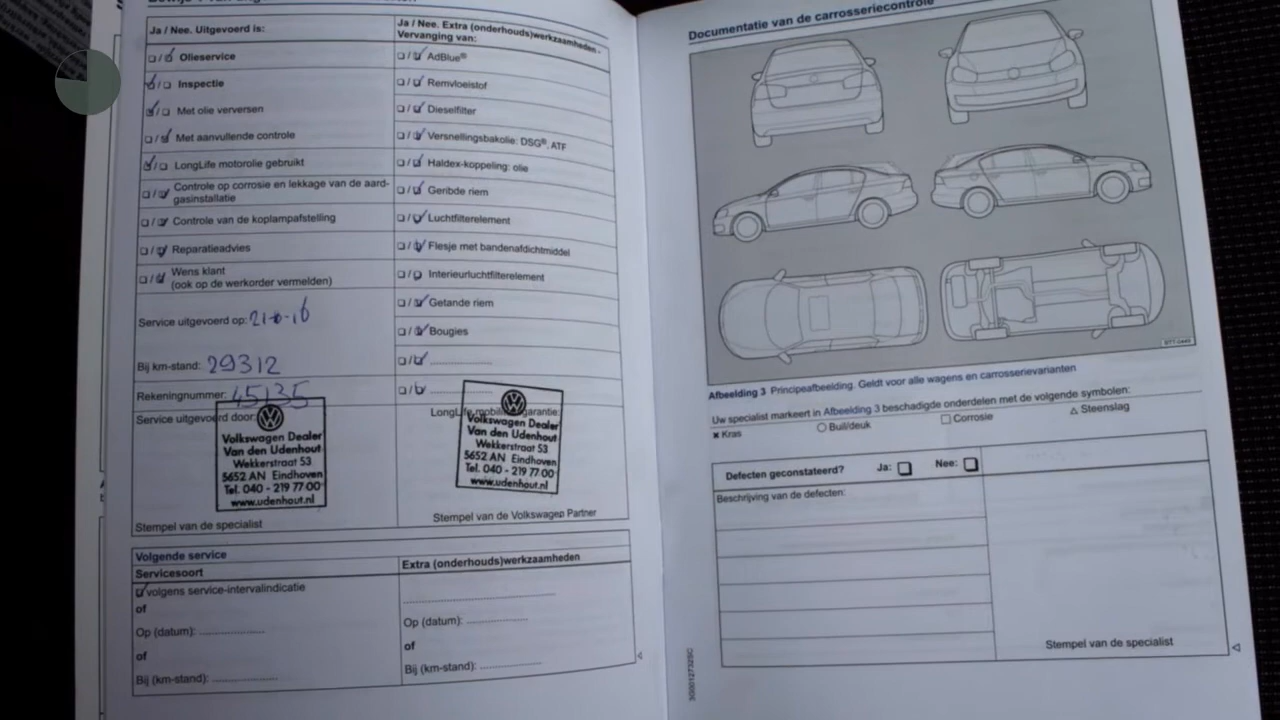 Ja / Nee. Uitgevoerd is:
❏ / ☑ Olieservice
☑ / ❏ Inspectie
☑ / ❏ Met olie verversen
❏ / ☑ Met aanvullende controle
☑ / ❏ LongLife motorolie gebruikt
❏ / ☑ Controle op corrosie en lekkage van de aard-
gasinstallatie
❏ / ☑ Controle van de koplampafstelling
❏ / ☑ Reparatieadvies
❏ / ☑ Wens klant
(ook op de werkorder vermelden)
Service uitgevoerd op:
Bij km-stand: 29312
Rekeningnummer: 45135
Service uitgevoerd door:
Volkswagen Dealer
Van den Udenhout
Wekkerstraat 53
5652 AN Eindhoven
Tel. 040 - 219 77 00
www.udenhout.nl
Stempel van de specialist
Ja / Nee. Extra (onderhouds)werkzaamheden -
Vervanging van:
❏ / ☑ AdBlue®
❏ / ☑ Remvloeistof
❏ / ☑ Dieselfilter
❏ / ☑ Versnellingsbakolie: DSG®, ATF
❏ / ☑ Haldex-koppeling: olie
❏ / ☑ Geribde riem
❏ / ☑ Luchtfilterelement
❏ / ☑ Flesje met bandenafdichtmiddel
❏ / ☑ Interieurluchtfilterelement
❏ / ☑ Getande riem
❏ / ☑ Bougies
❏ / ☑ ....................
❏ / ☑ ....................
LongLife mobiliteitsgarantie:
Volkswagen Dealer
Van den Udenhout
Wekkerstraat 53
5652 AN Eindhoven
Tel. 040 - 219 77 00
www.udenhout.nl
Stempel van de Volkswagen Partner
Volgende service
Servicesoort
☑ volgens service-intervalindicatie
of
Op (datum): ....................
of
Bij (km-stand): ....................
Extra (onderhouds)werkzaamheden
..............................
Op (datum): ....................
of
Bij (km-stand): ....................
Documentatie van de carrosseriecontrole
Afbeelding 3 Principeafbeelding. Geldt voor alle wagens en carrosserievarianten
Uw specialist markeert in Afbeelding 3 beschadigde onderdelen met de volgende symbolen:
✖ Kras ○ Buil/deuk □ Corrosie △ Steenslag
Defecten geconstateerd? Ja: ❏ Nee: ❏
Beschrijving van de defecten:
Stempel van de specialist